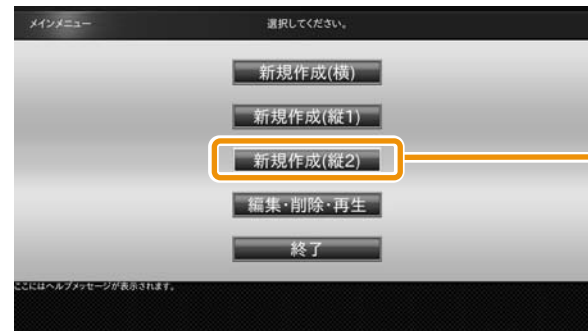 メインメニュー
選択してください。
新規作成(横)
新規作成(縦1)
新規作成(縦2)
編集・削除・再生
終了
ここにはヘルプメッセージが表示されます。